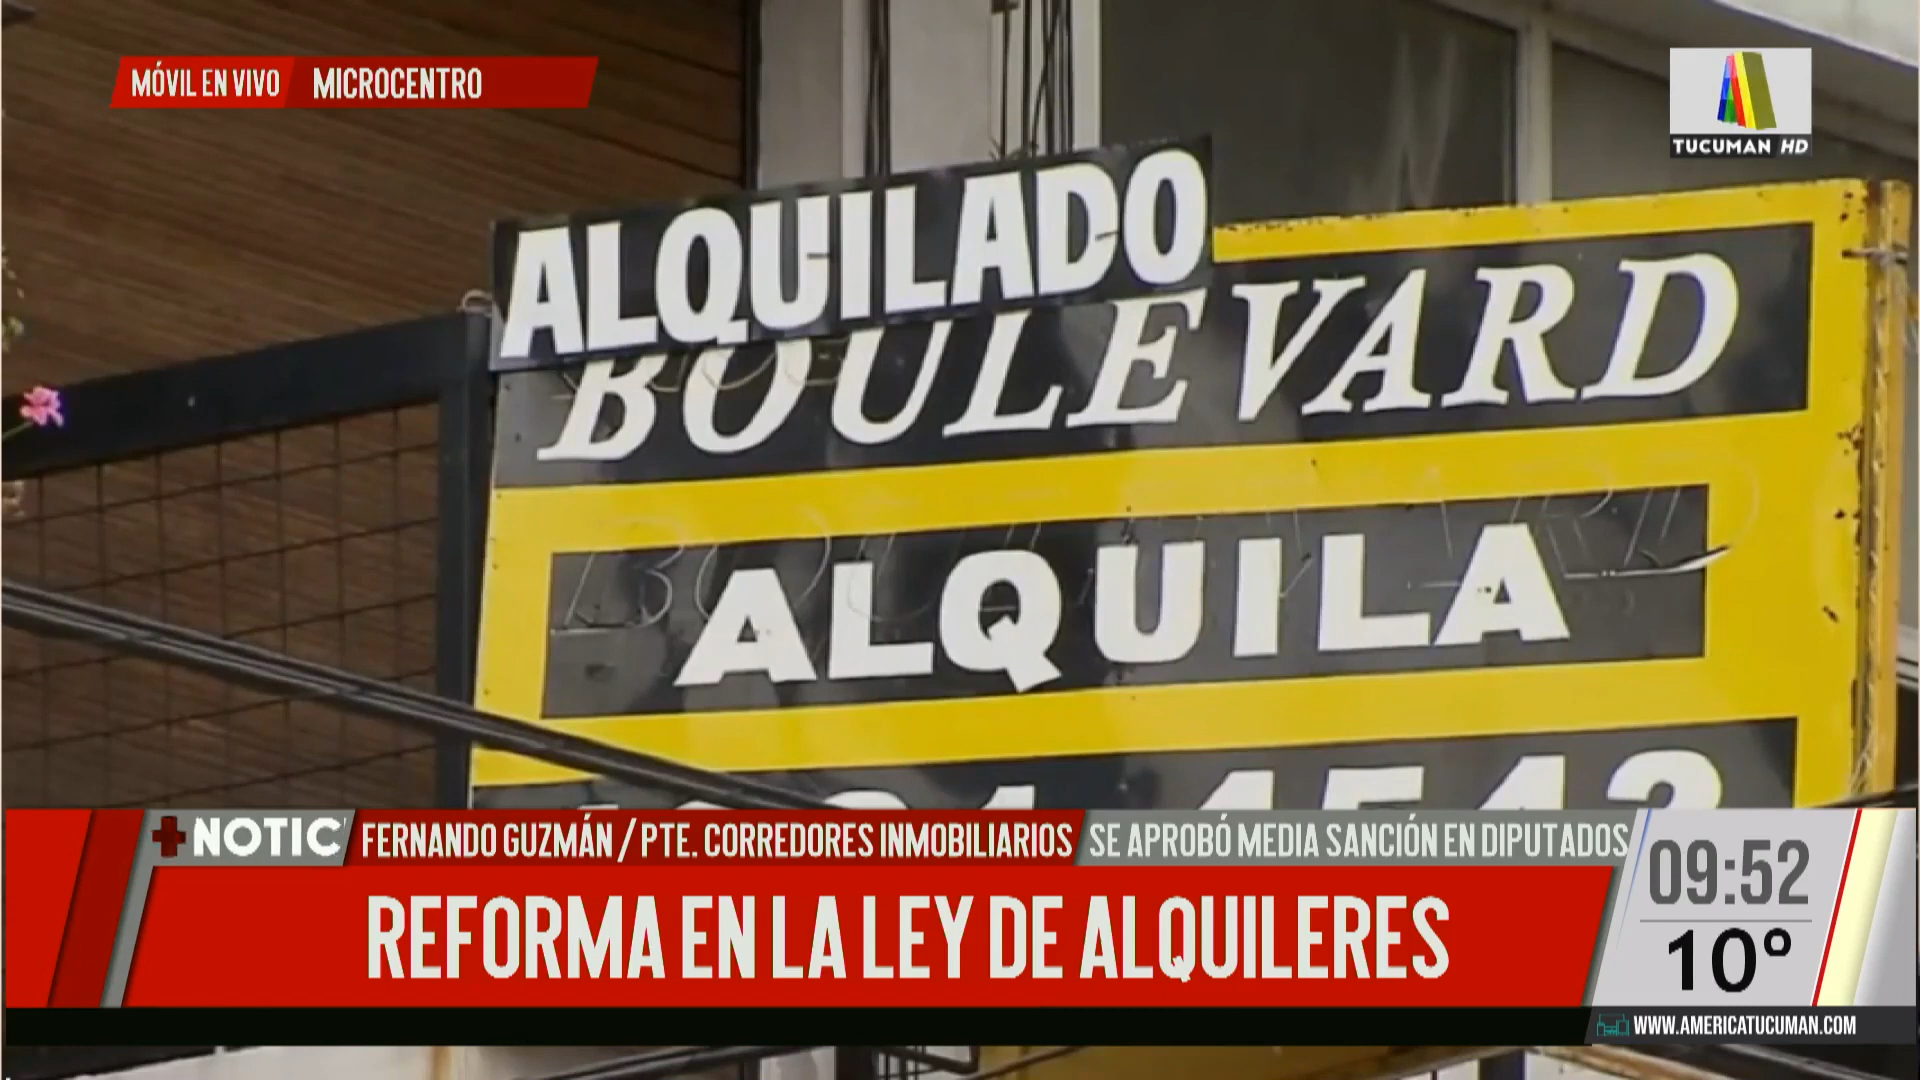 MÓVIL EN VIVO MICROCENTRO
TUCUMAN HD
ALQUILADO
BOULEVARD
ALQUILA
NOTIC
FERNANDO GUZMÁN / PTE. CORREDORES INMOBILIARIOS
SE APROBÓ MEDIA SANCIÓN EN DIPUTADOS
REFORMA EN LA LEY DE ALQUILERES
09:52
10°
WWW.AMERICATUCUMAN.COM